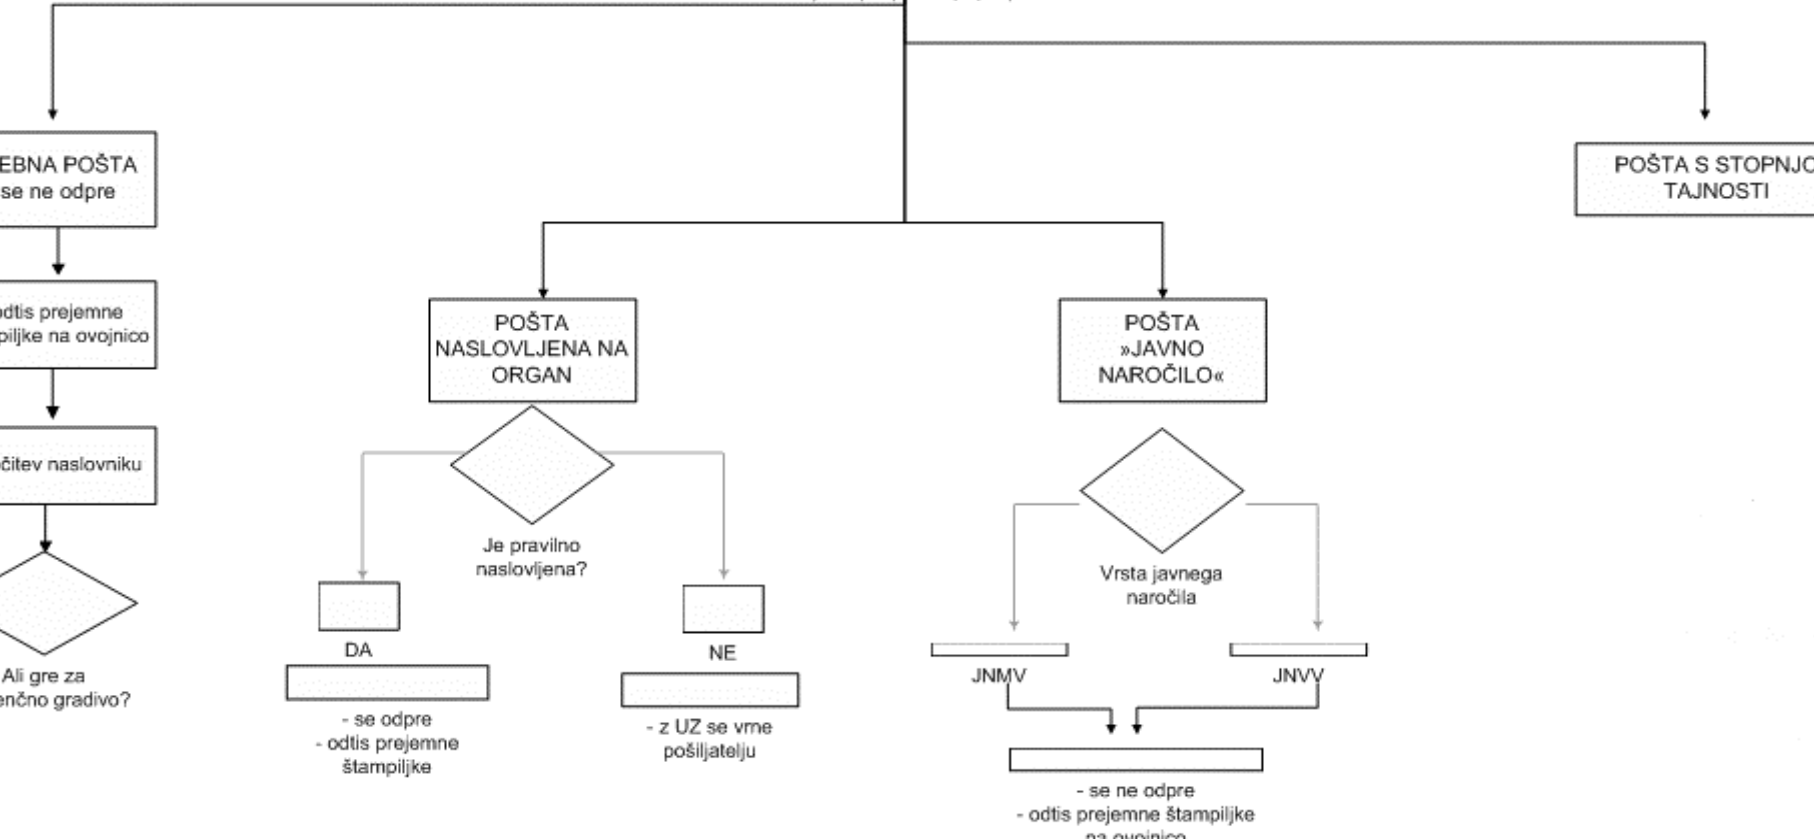 EBNA POŠTA
se ne odpre
odtis prejemne
piljke na ovojnico
čitev naslovniku
Ali gre za
enčno gradivo?
POŠTA
NASLOVLJENA NA
ORGAN
Je pravilno
naslovljena?
DA
- se odpre
- odtis prejemne
štampiljke
NE
- z UZ se vrne
pošiljatelju
POŠTA
»JAVNO
NAROČILO«
Vrsta javnega
naročila
JNMV
JNVV
- se ne odpre
- odtis prejemne štampiljke
na ovojnico
POŠTA S STOPNJO
TAJNOSTI